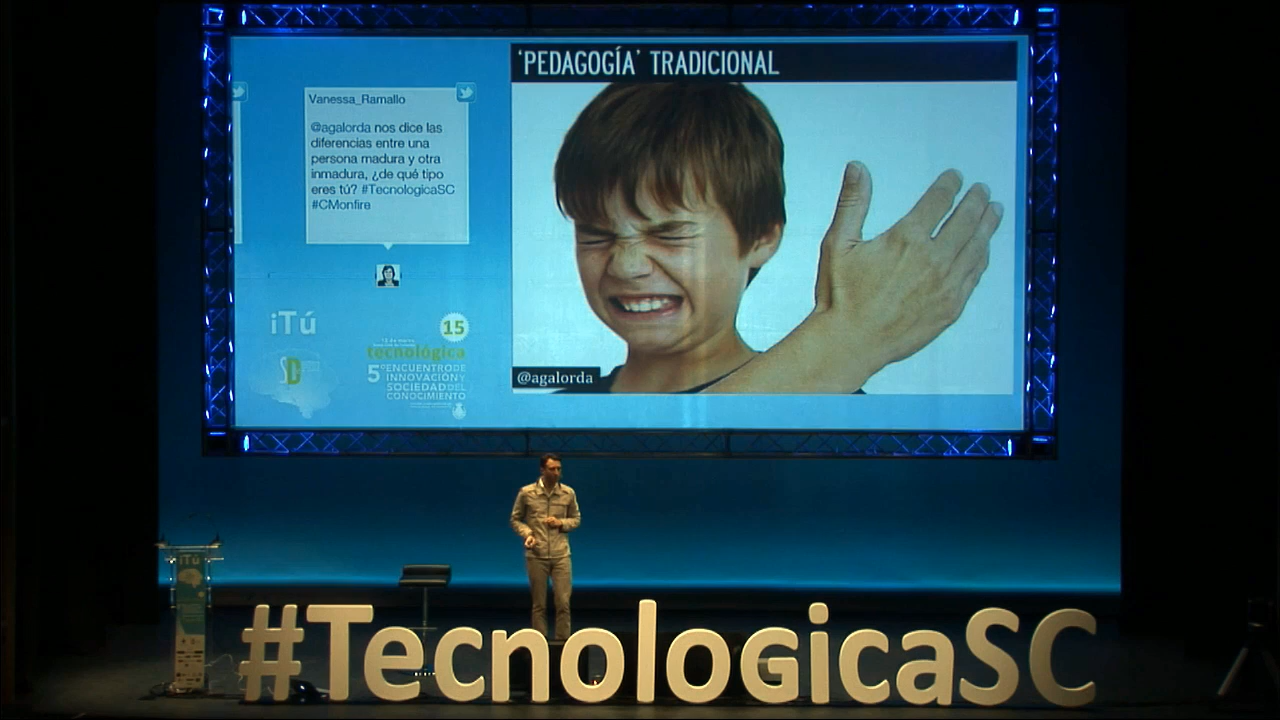 'PEDAGOGÍA' TRADICIONAL
Vanessa_Ramallo
@agalorda nos dice las
diferencias entre una
persona madura y otra
inmadura, ¿de qué tipo
eres tú? #TecnologicaSC
#CMonfire
@agalorda
iTú
15
tecnológica
5º ENCUENTRO DE
INNOVACIÓN Y
SOCIEDAD DEL
CONOCIMIENTO
iTú
#TecnologicaSC